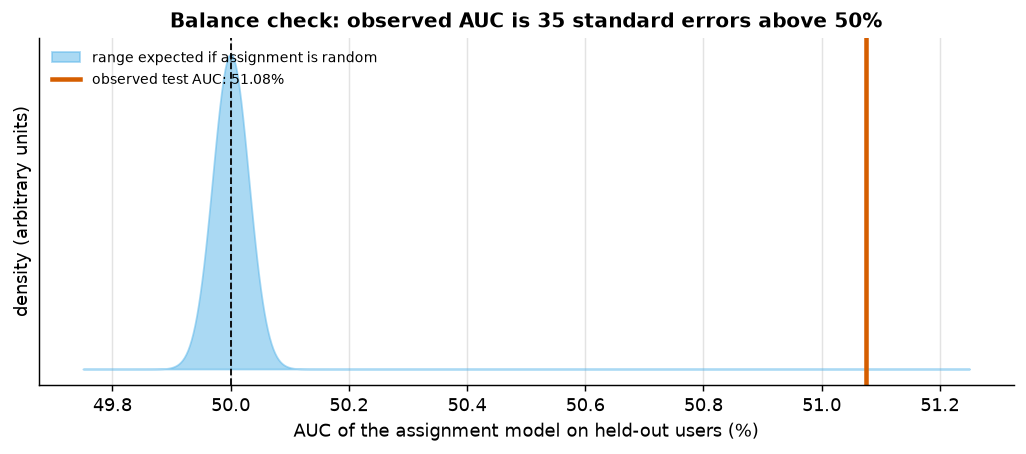 Balance check: observed AUC is 35 standard errors above 50%
range expected if assignment is random
observed test AUC: 51.08%
density (arbitrary units)
49.8 50.0 50.2 50.4 50.6 50.8 51.0 51.2
AUC of the assignment model on held-out users (%)